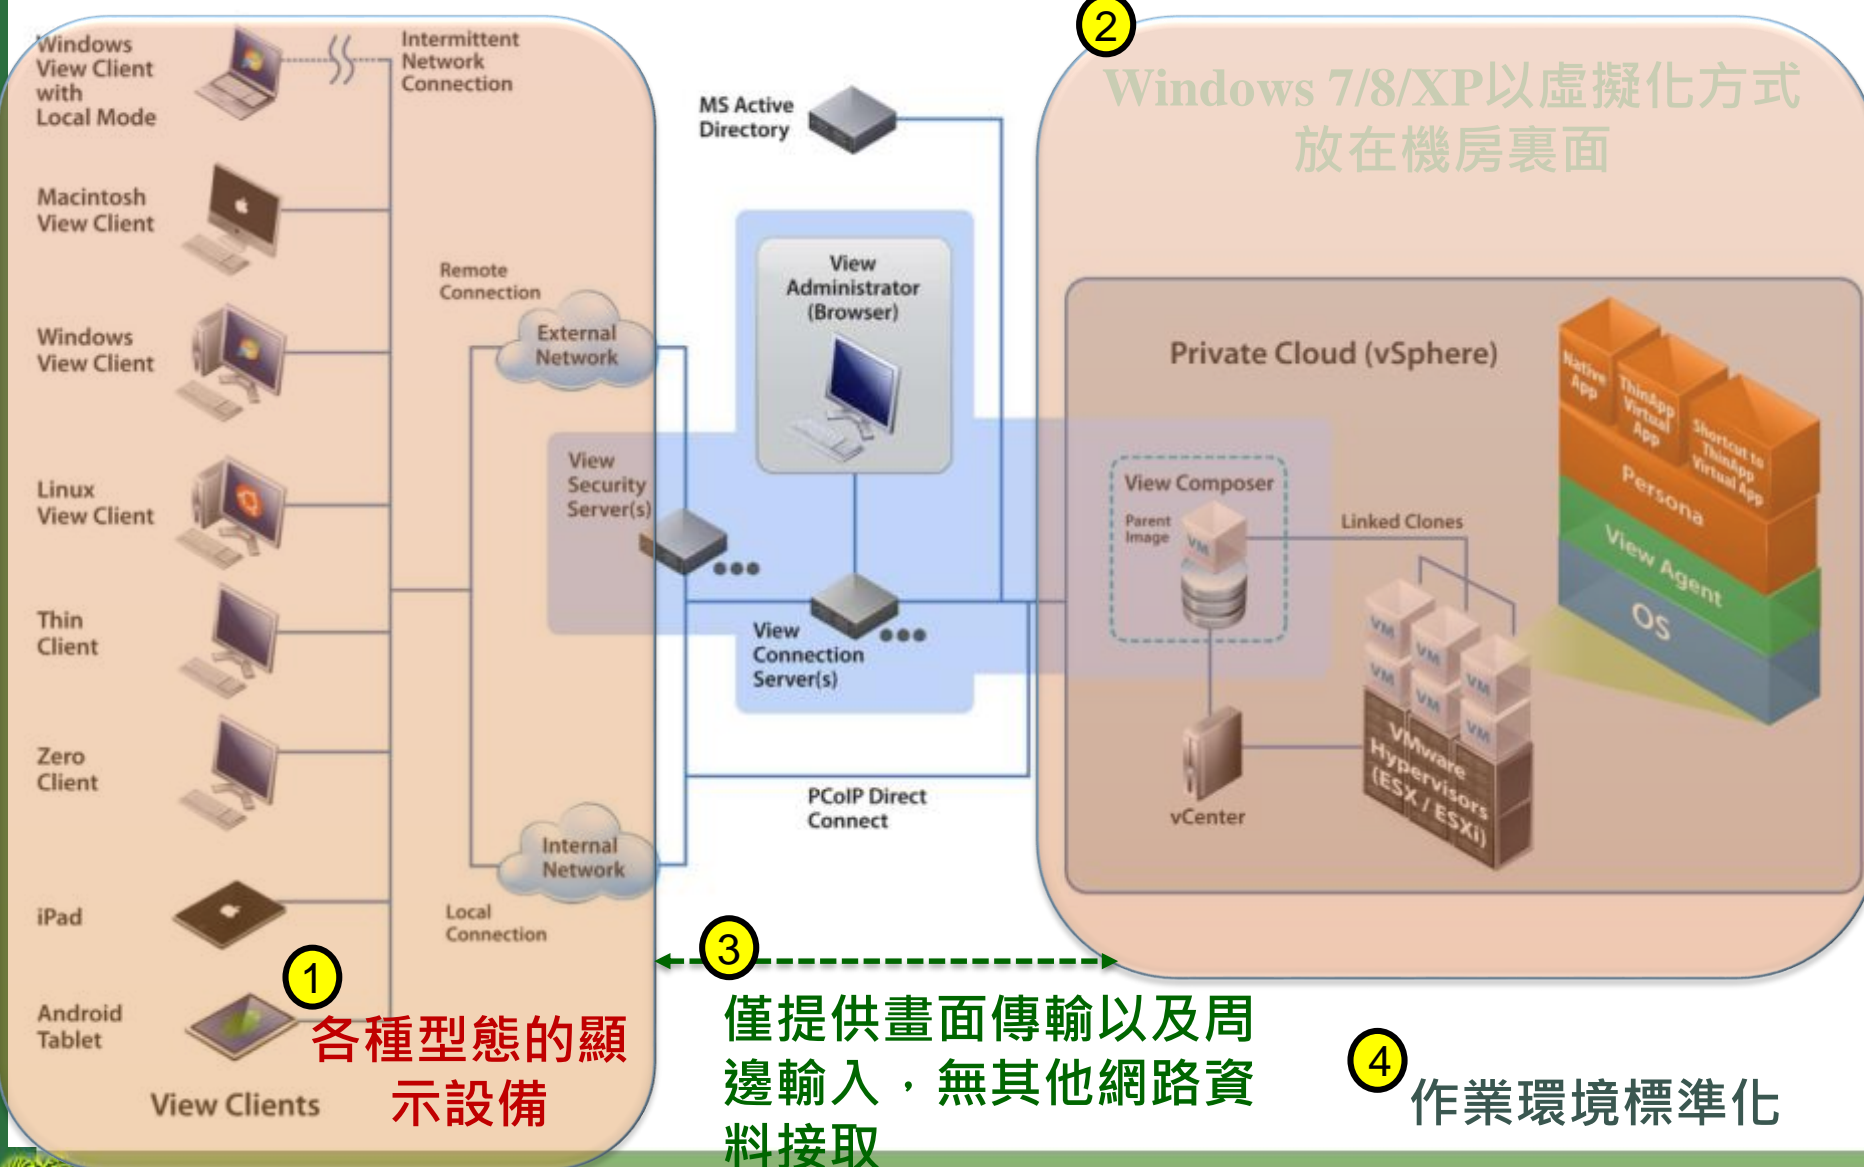 Windows
View Client
with
Local Mode
Intermittent
Network
Connection
Macintosh
View Client
Windows
View Client
Linux
View Client
Thin
Client
Zero
Client
iPad
Android
Tablet
View Clients
1
各種型態的顯
示設備
Remote
Connection
External
Network
Internal
Network
Local
Connection
MS Active
Directory
View
Administrator
(Browser)
View
Security
Server(s)
View
Connection
Server(s)
PCoIP Direct
Connect
3
僅提供畫面傳輸以及周
邊輸入，無其他網路資
料接取
2
Windows 7/8/XP以虛擬化方式
放在機房裏面
Private Cloud (vSphere)
View Composer
Parent
Image
VM
Linked Clones
VM
VM
VM
VM
VM
VM
VMware
Hypervisors
(ESX / ESXi)
vCenter
Native
App
ThinApp
Virtual
App
Shortcut to
ThinApp
Virtual App
Persona
View Agent
OS
4
作業環境標準化